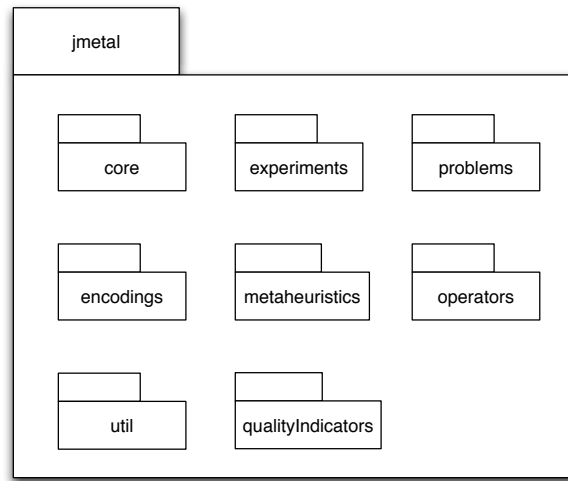 jmetal
core
experiments
problems
encodings
metaheuristics
operators
util
qualityIndicators